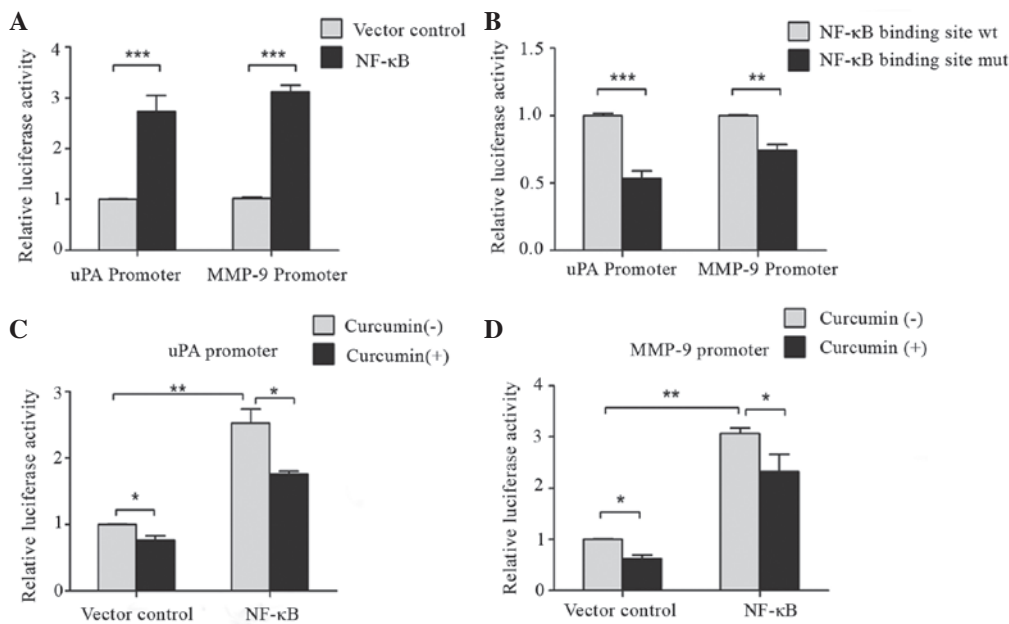 A
Vector control
NF-κB
Relative luciferase activity
4
3
2
1
0
***
***
uPA Promoter
MMP-9 Promoter
B
NF-κB binding site wt
NF-κB binding site mut
Relative luciferase activity
1.5
1.0
0.5
0.0
***
**
uPA Promoter
MMP-9 Promoter
C
Curcumin(-)
Curcumin(+)
uPA promoter
Relative luciferase activity
3
2
1
0
*
**
*
Vector control
NF-κB
D
Curcumin (-)
Curcumin (+)
MMP-9 promoter
Relative luciferase activity
4
3
2
1
0
*
**
*
Vector control
NF-κB